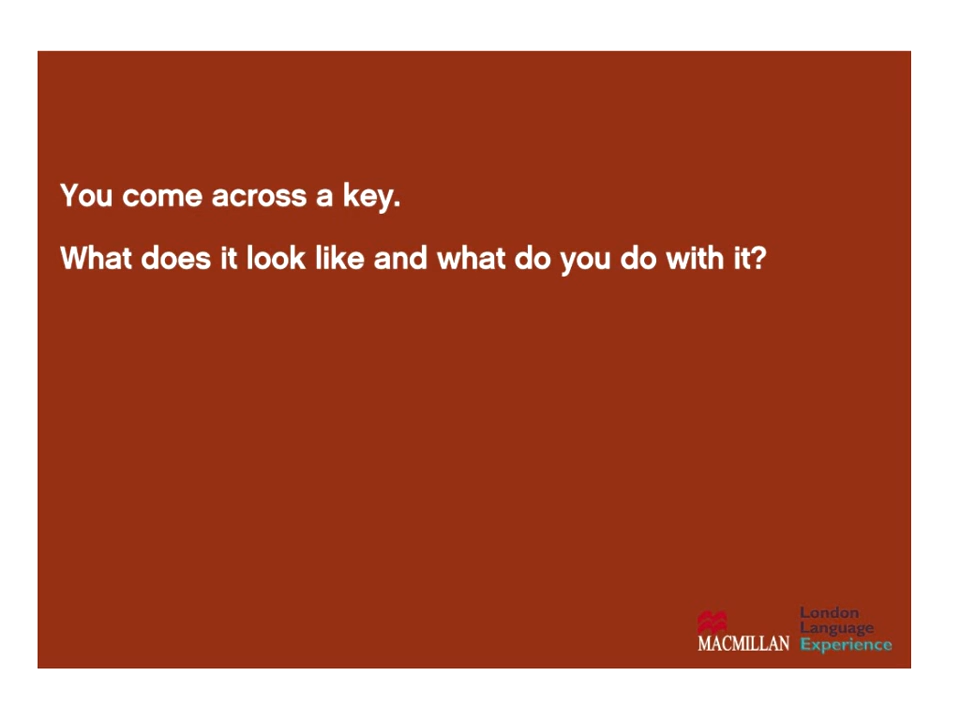 You come across a key.
What does it look like and what do you do with it?
London
Language
MACMILLAN Experience